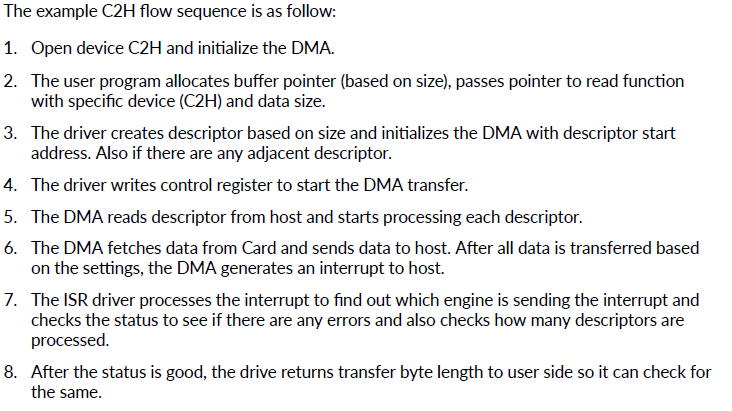 The example C2H flow sequence is as follow:
1. Open device C2H and initialize the DMA.
2. The user program allocates buffer pointer (based on size), passes pointer to read function
with specific device (C2H) and data size.
3. The driver creates descriptor based on size and initializes the DMA with descriptor start
address. Also if there are any adjacent descriptor.
4. The driver writes control register to start the DMA transfer.
5. The DMA reads descriptor from host and starts processing each descriptor.
6. The DMA fetches data from Card and sends data to host. After all data is transferred based
on the settings, the DMA generates an interrupt to host.
7. The ISR driver processes the interrupt to find out which engine is sending the interrupt and
checks the status to see if there are any errors and also checks how many descriptors are
processed.
8. After the status is good, the drive returns transfer byte length to user side so it can check for
the same.